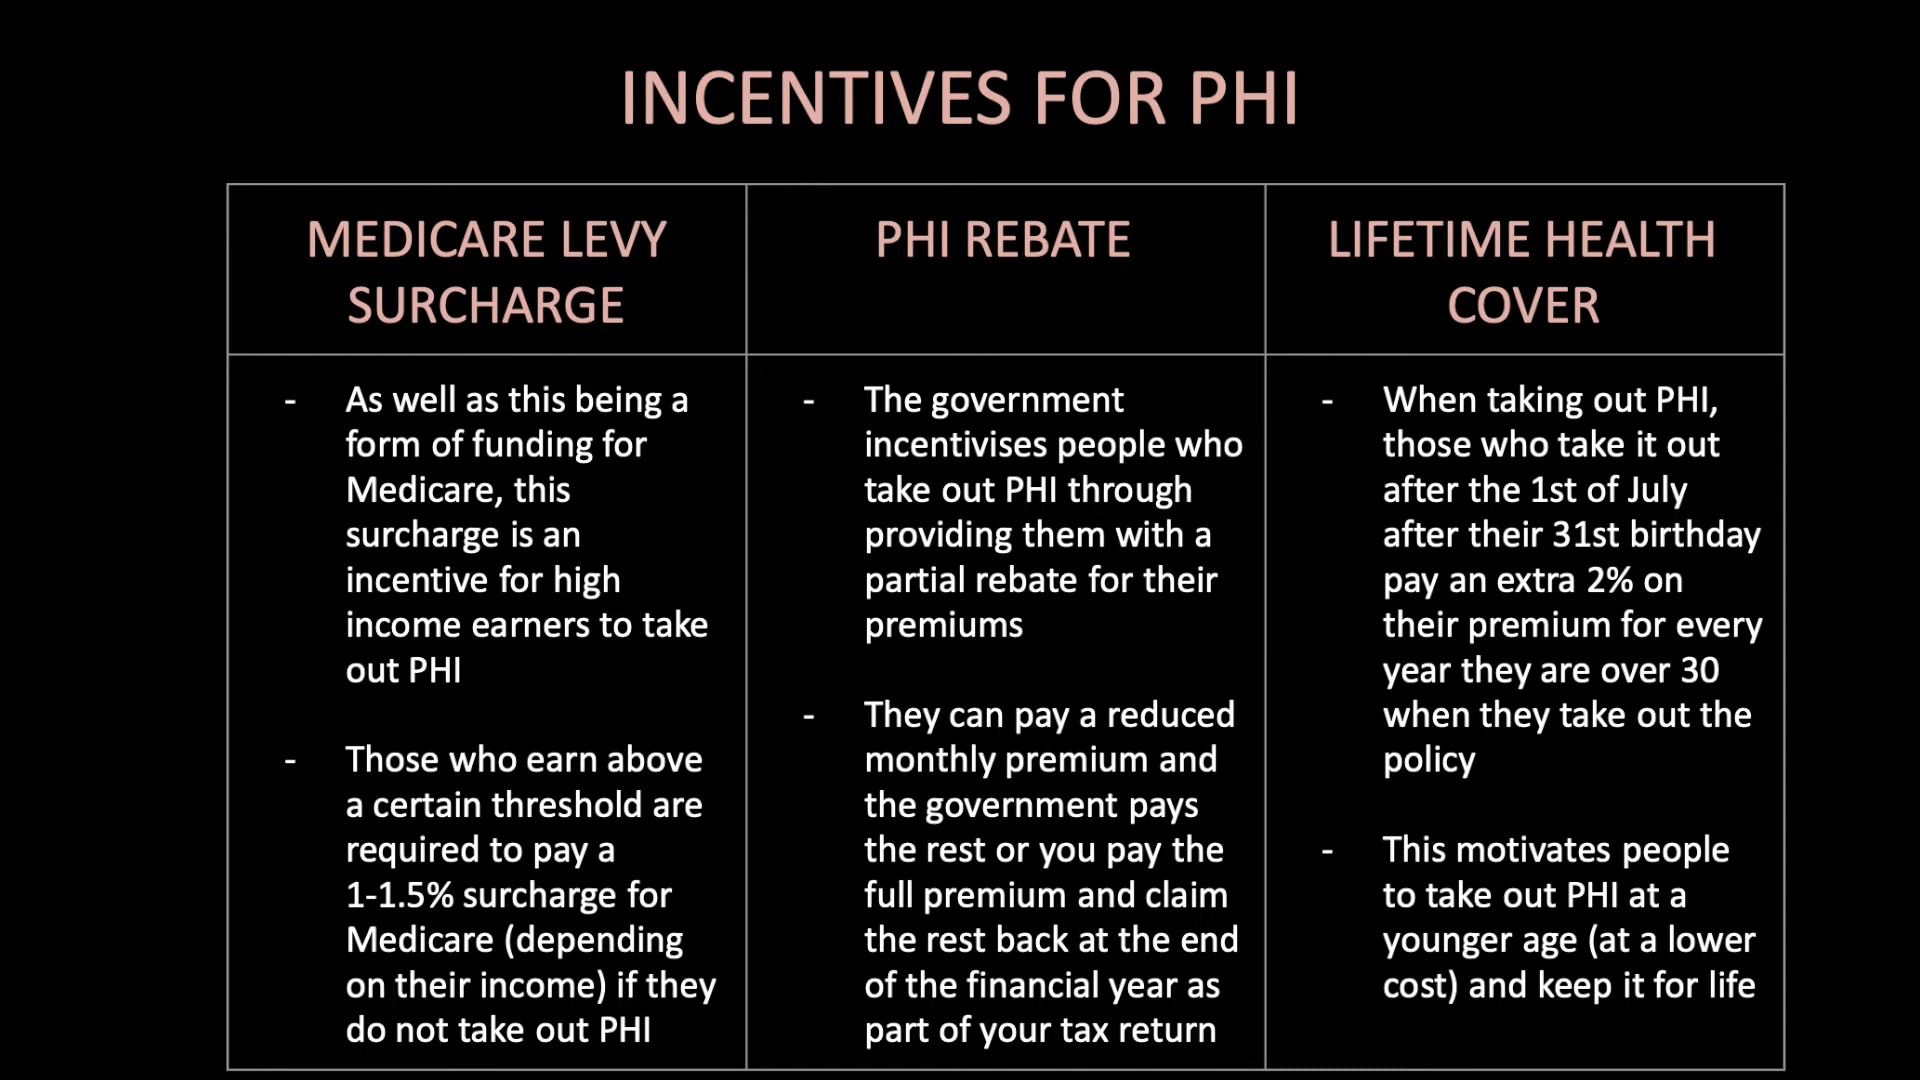 INCENTIVES FOR PHI
MEDICARE LEVY
SURCHARGE
PHI REBATE
LIFETIME HEALTH
COVER
- As well as this being a
form of funding for
Medicare, this
surcharge is an
incentive for high
income earners to take
out PHI
- Those who earn above
a certain threshold are
required to pay a
1-1.5% surcharge for
Medicare (depending
on their income) if they
do not take out PHI
- The government
incentivises people who
take out PHI through
providing them with a
partial rebate for their
premiums
- They can pay a reduced
monthly premium and
the government pays
the rest or you pay the
full premium and claim
the rest back at the end
of the financial year as
part of your tax return
- When taking out PHI,
those who take it out
after the 1st of July
after their 31st birthday
pay an extra 2% on
their premium for every
year they are over 30
when they take out the
policy
- This motivates people
to take out PHI at a
younger age (at a lower
cost) and keep it for life